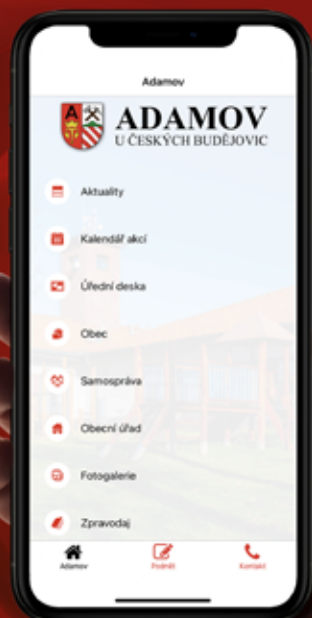 Adamov
ADAMOV
U ČESKÝCH BUDĚJOVIC
Aktuality
Kalendář akcí
Úřední deska
Obec
Samospráva
Obecní úřad
Fotogalerie
Zpravodaj
Adamov
Podnět
Kontakt